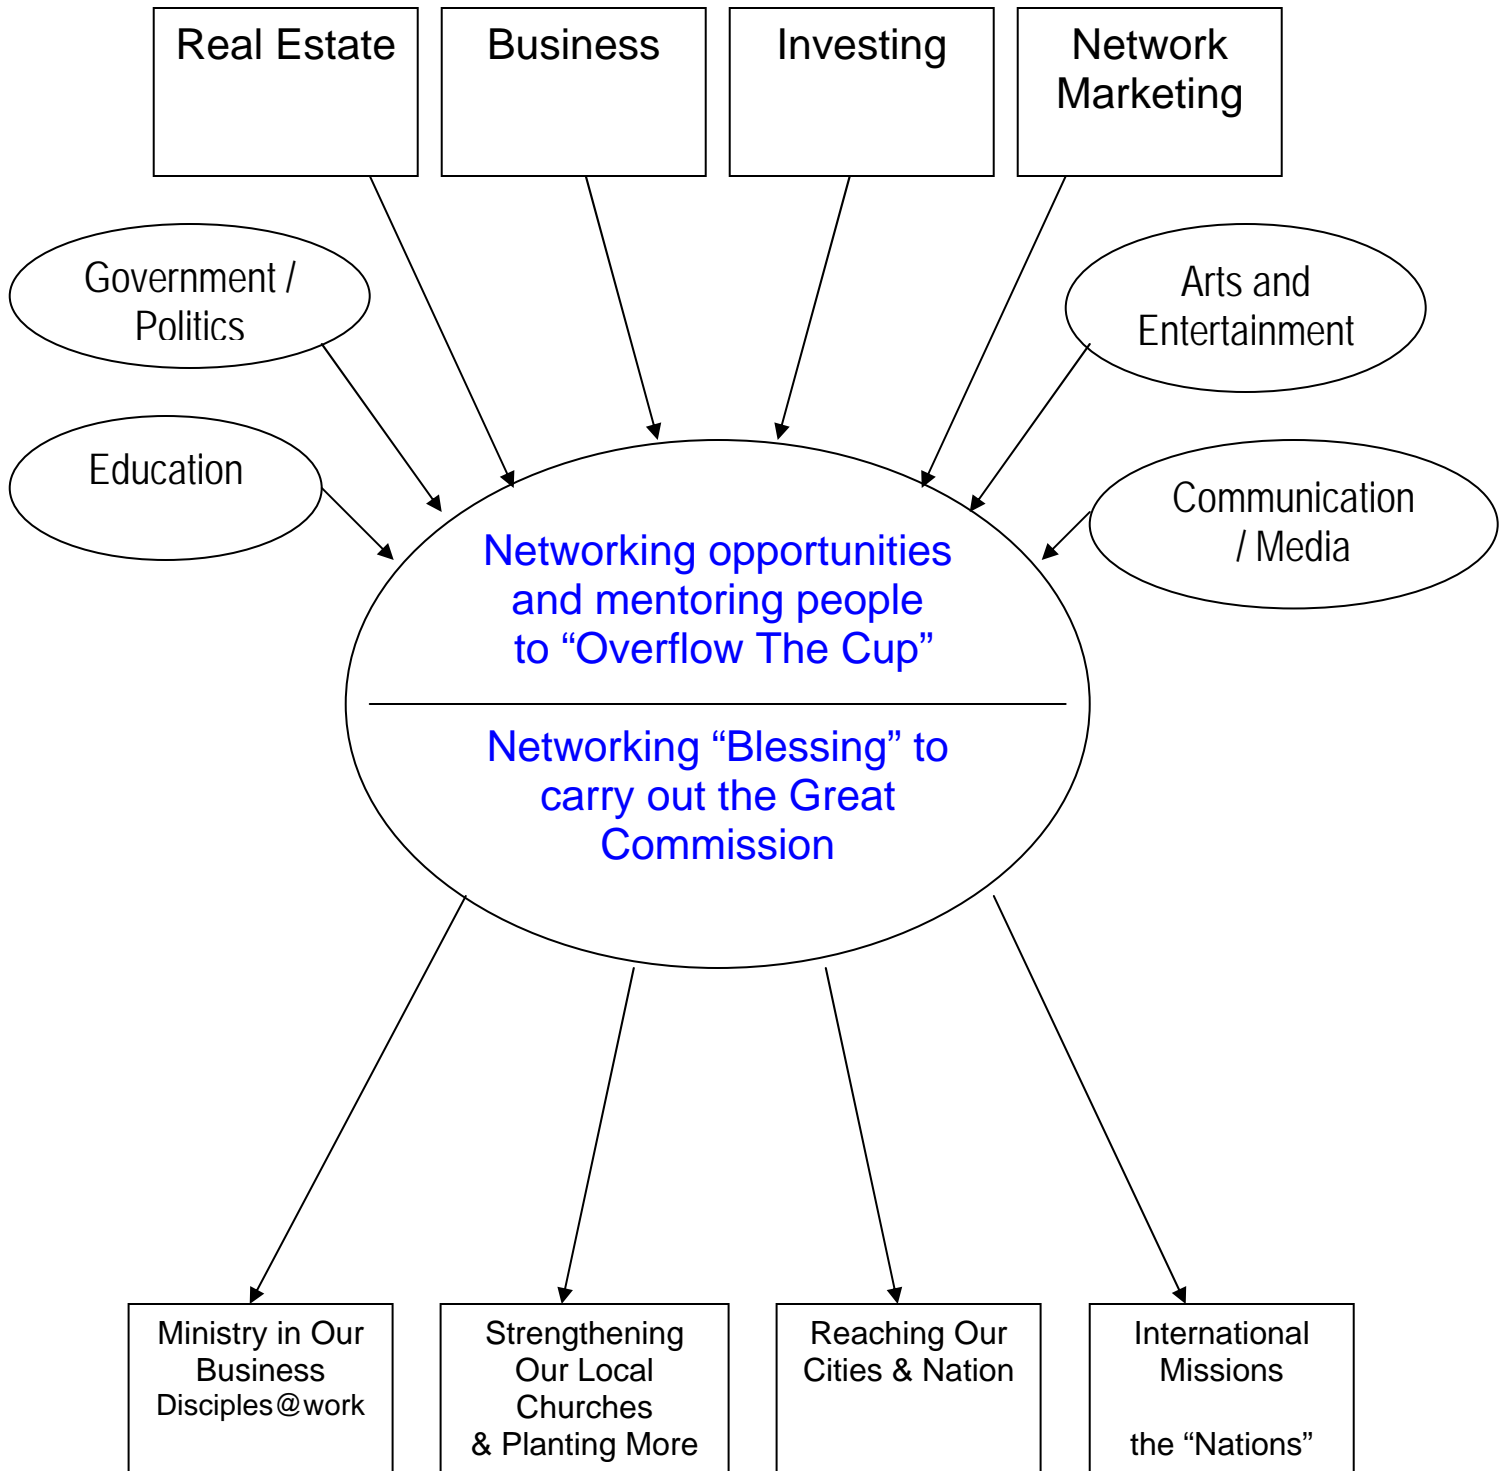 Real Estate
Business
Investing
Network
Marketing
Government /
Politics
Arts and
Entertainment
Education
Communication
/ Media
Networking opportunities
and mentoring people
to “Overflow The Cup”
Networking “Blessing” to
carry out the Great
Commission
Ministry in Our
Business
Disciples@work
Strengthening
Our Local
Churches
& Planting More
Reaching Our
Cities & Nation
International
Missions
the “Nations”